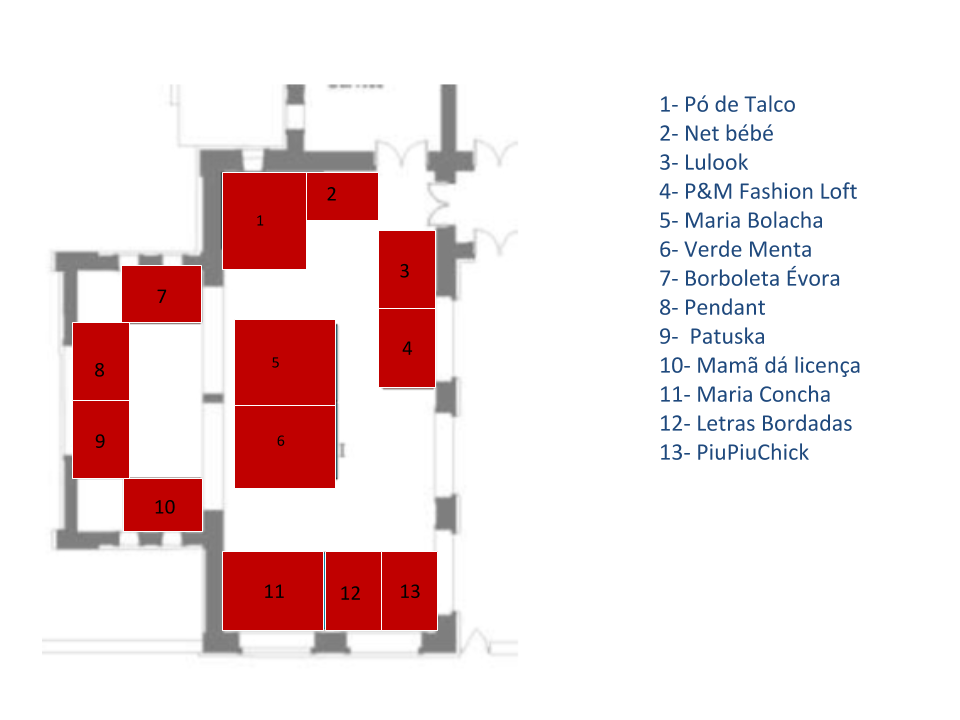 1
2
3
4
5
6
7
8
9
10
11
12
13
1- Pó de Talco
2- Net bébé
3- Lulook
4- P&M Fashion Loft
5- Maria Bolacha
6- Verde Menta
7- Borboleta Évora
8- Pendant
9-  Patuska
10- Mamã dá licença
11- Maria Concha
12- Letras Bordadas
13- PiuPiuChick